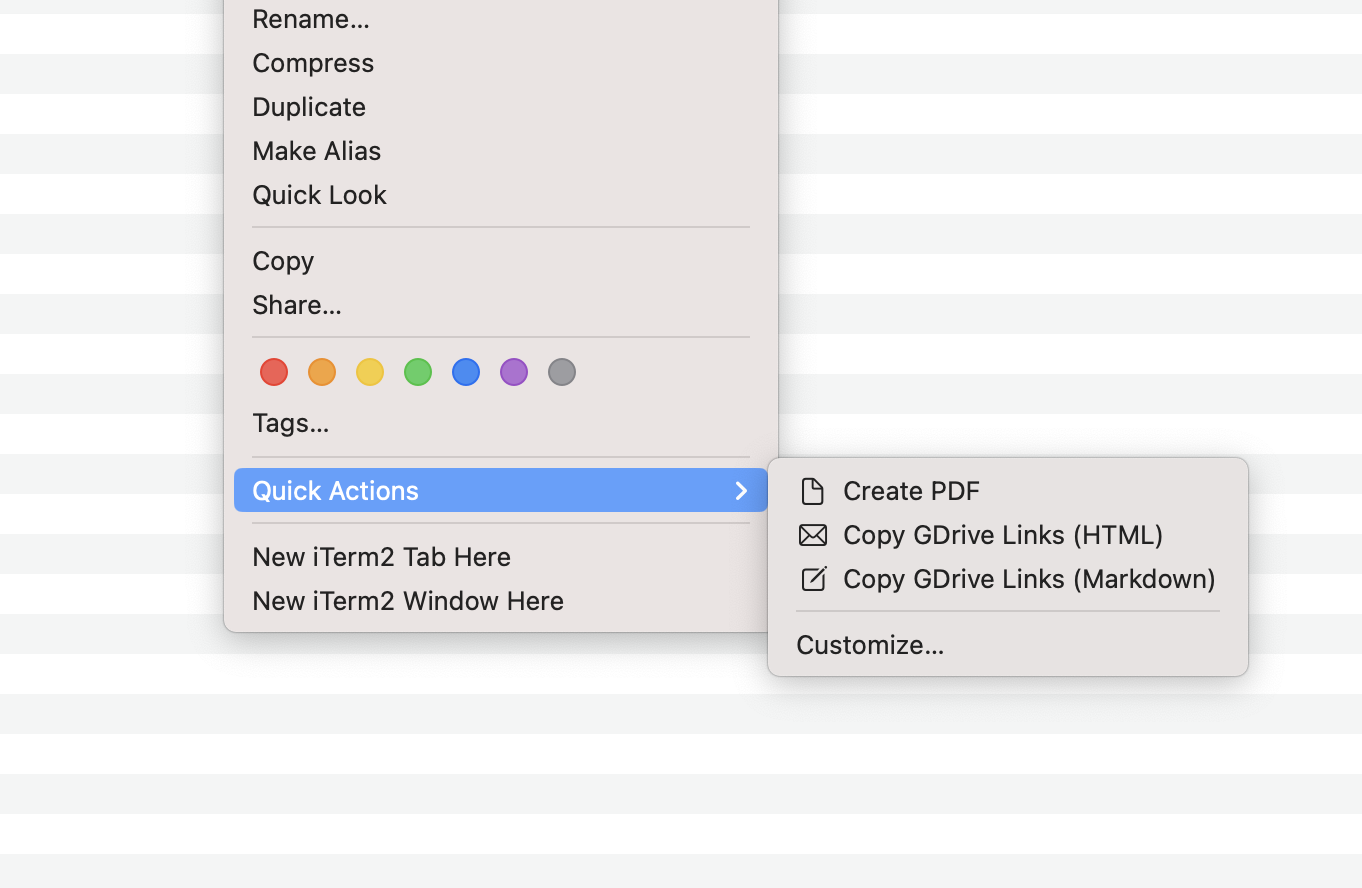 Rename...
Compress
Duplicate
Make Alias
Quick Look
Copy
Share...
Tags...
Quick Actions
Create PDF
Copy GDrive Links (HTML)
Copy GDrive Links (Markdown)
Customize...
New iTerm2 Tab Here
New iTerm2 Window Here